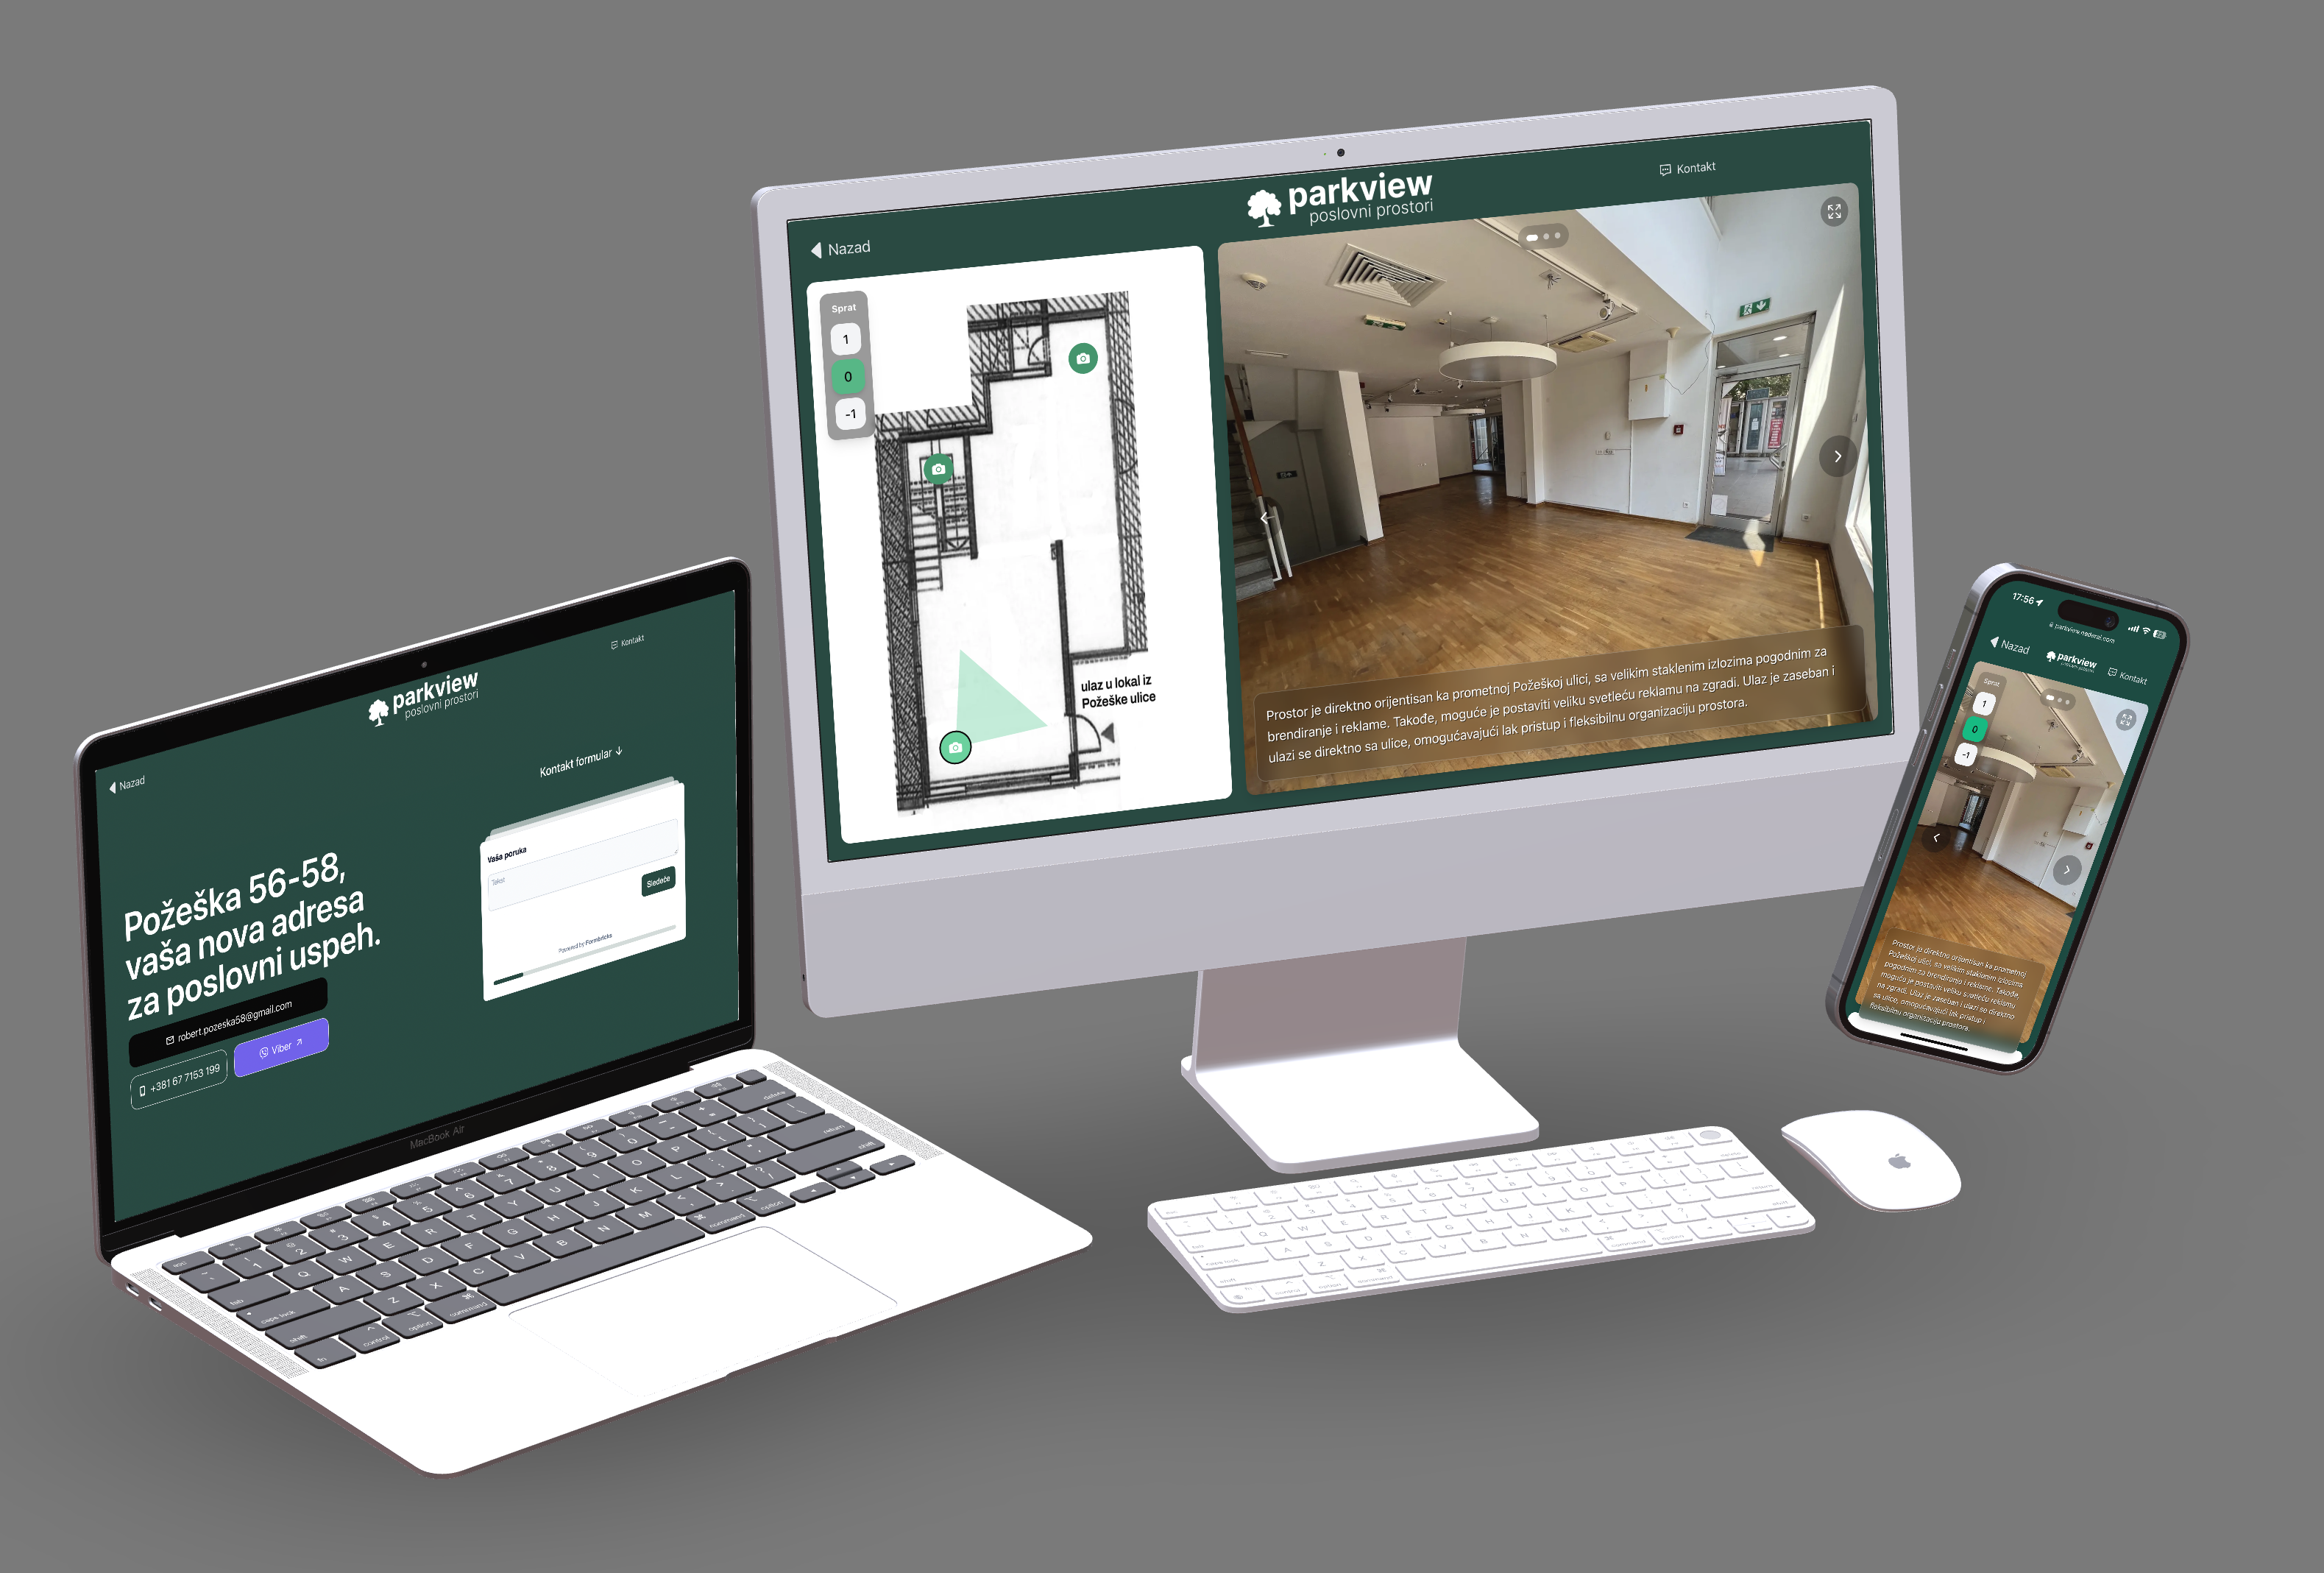 parkview
poslovni prostori
Kontakt
Nazad
Sprat
1
0
-1
ulaz u lokal iz
Požeške ulice
Prostor je direktno orijentisan ka prometnoj Požeškoj ulici, sa velikim staklenim izlozima pogodnim za
brendiranje i reklame. Takođe, moguće je postaviti veliku svetleću reklamu na zgradi. Ulaz je zaseban i
ulazi se direktno sa ulice, omogućavajući lak pristup i fleksibilnu organizaciju prostora.
Kontakt
parkview
poslovni prostori
Nazad
Kontakt formular ↓
Požeška 56-58,
vaša nova adresa
za poslovni uspeh.
robert.pozeska58@gmail.com
+381 67 7153 199
Viber ↗
Vaša poruka
Tekst
Sledeće
Powered by Formbricks
MacBook Air
17:56
parkview.nadlanzi.com
Nazad
parkview
Kontakt
Sprat
1
0
-1
Prostor je direktno orijentisan ka prometnoj
Požeškoj ulici, sa velikim staklenim izlozima
pogodnim za brendiranje i reklame. Takođe,
moguće je postaviti veliku svetleću reklamu
na zgradi. Ulaz je zaseban i ulazi se direktno
sa ulice, omogućavajući lak pristup i
fleksibilnu organizaciju prostora.